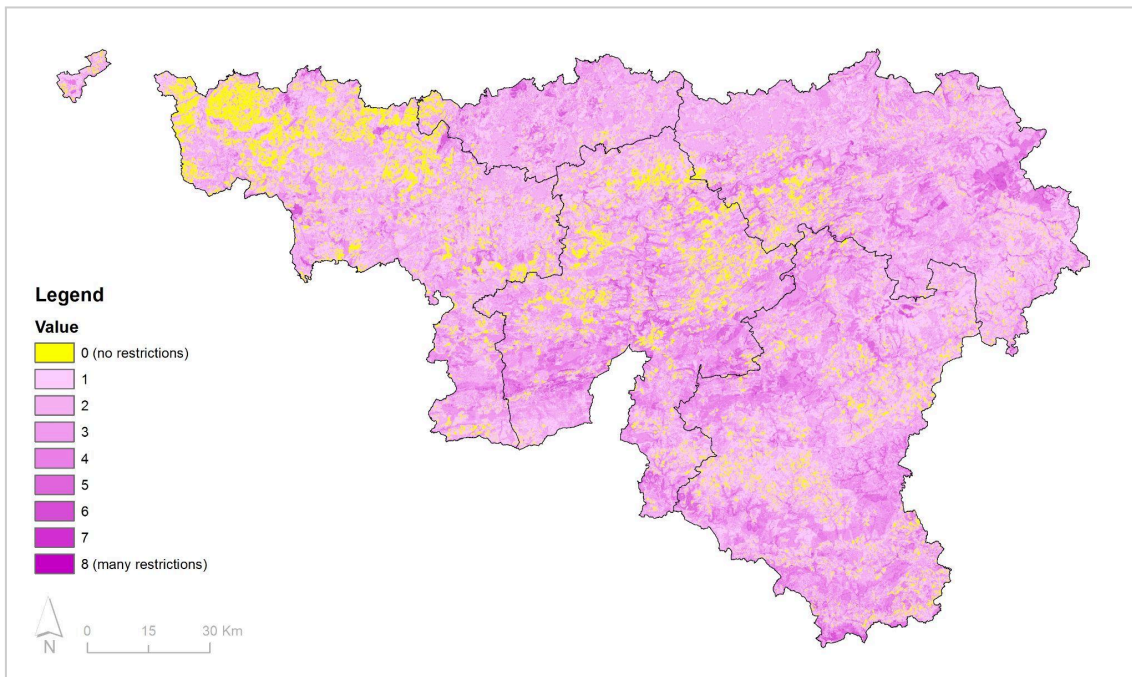 Legend
Value
0 (no restrictions)
1
2
3
4
5
6
7
8 (many restrictions)
N
0 15 30 Km